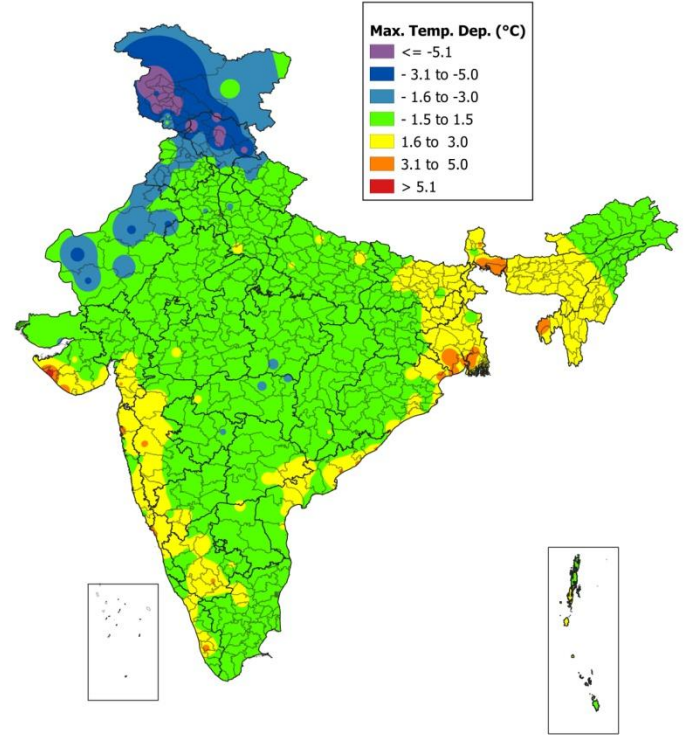 Max. Temp. Dep. (°C)
<= -5.1
- 3.1 to -5.0
- 1.6 to -3.0
- 1.5 to 1.5
1.6 to 3.0
3.1 to 5.0
> 5.1